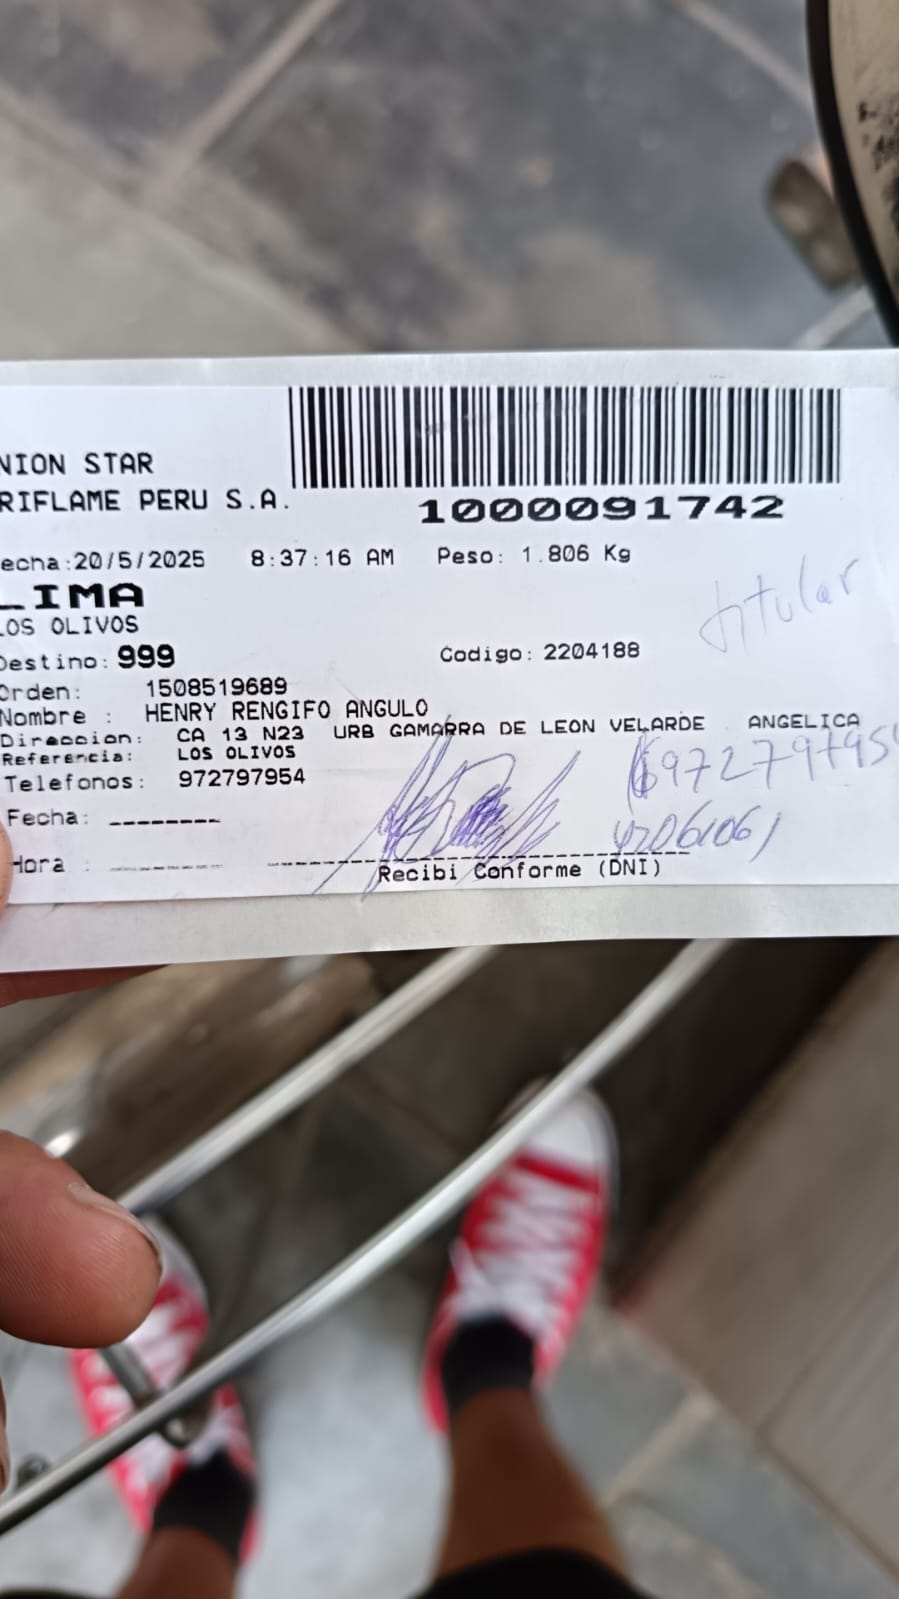 NION STAR
RIFLAME PERU S.A.
1000091742
echa:20/5/2025 8:37:16 AM Peso: 1.806 Kg
LIMA
LOS OLIVOS
titular
Destino: 999 Codigo: 2204188
Orden: 1508519689
Nombre : HENRY RENGIFO ANGULO
Direccion: CA 13 N23 URB GAMARRA DE LEON VELARDE ANGELICA
Referencia: LOS OLIVOS
Telefonos: 972797954
$972797954
Fecha: --------
Hora :
Recibi Conforme (DNI)